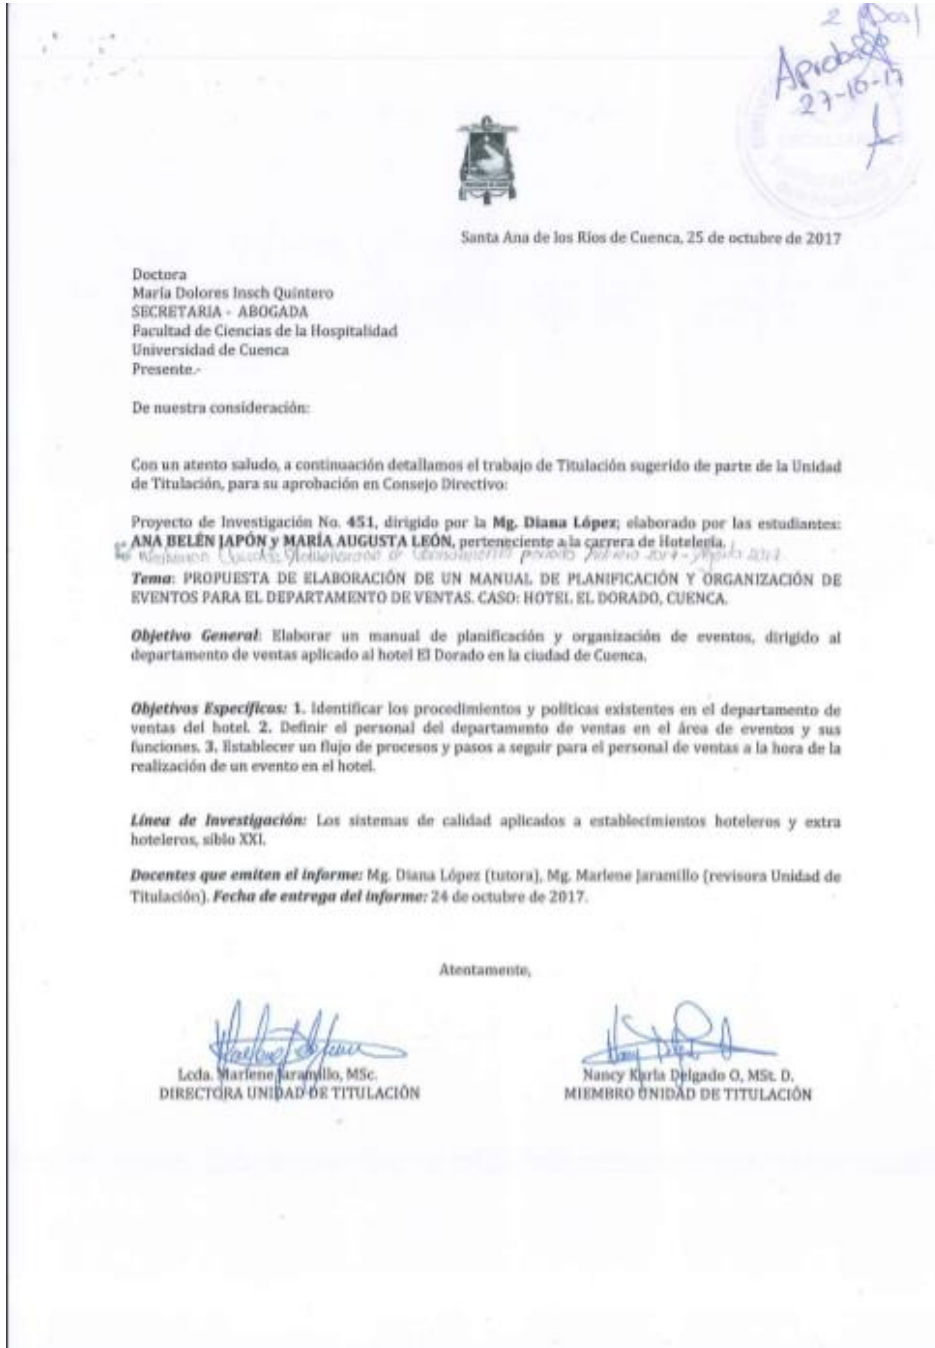 2 Dos
Aprobado
27-10-17
Santa Ana de los Ríos de Cuenca, 25 de octubre de 2017
Doctora
María Dolores Insch Quintero
SECRETARIA - ABOGADA
Facultad de Ciencias de la Hospitalidad
Universidad de Cuenca
Presente.-
De nuestra consideración:
Con un atento saludo, a continuación detallamos el trabajo de Titulación sugerido de parte de la Unidad
de Titulación, para su aprobación en Consejo Directivo:
Proyecto de Investigación No. 451, dirigido por la Mg. Diana López; elaborado por las estudiantes:
ANA BELÉN JAPÓN y MARÍA AUGUSTA LEÓN, perteneciente a la carrera de Hotelería.
Tema: PROPUESTA DE ELABORACIÓN DE UN MANUAL DE PLANIFICACIÓN Y ORGANIZACIÓN DE
EVENTOS PARA EL DEPARTAMENTO DE VENTAS. CASO: HOTEL EL DORADO, CUENCA.
Objetivo General: Elaborar un manual de planificación y organización de eventos, dirigido al
departamento de ventas aplicado al hotel El Dorado en la ciudad de Cuenca.
Objetivos Específicos: 1. Identificar los procedimientos y políticas existentes en el departamento de
ventas del hotel. 2. Definir el personal del departamento de ventas en el área de eventos y sus
funciones. 3. Establecer un flujo de procesos y pasos a seguir para el personal de ventas a la hora de la
realización de un evento en el hotel.
Línea de Investigación: Los sistemas de calidad aplicados a establecimientos hoteleros y extra
hoteleros, siblo XXI.
Docentes que emiten el informe: Mg. Diana López (tutora), Mg. Marlene Jaramillo (revisora Unidad de
Titulación). Fecha de entrega del informe: 24 de octubre de 2017.
Atentamente,
Lcda. Marlene Jaramillo, MSc.
DIRECTORA UNIDAD DE TITULACIÓN
Nancy Karla Delgado O, MSt. D.
MIEMBRO UNIDAD DE TITULACIÓN